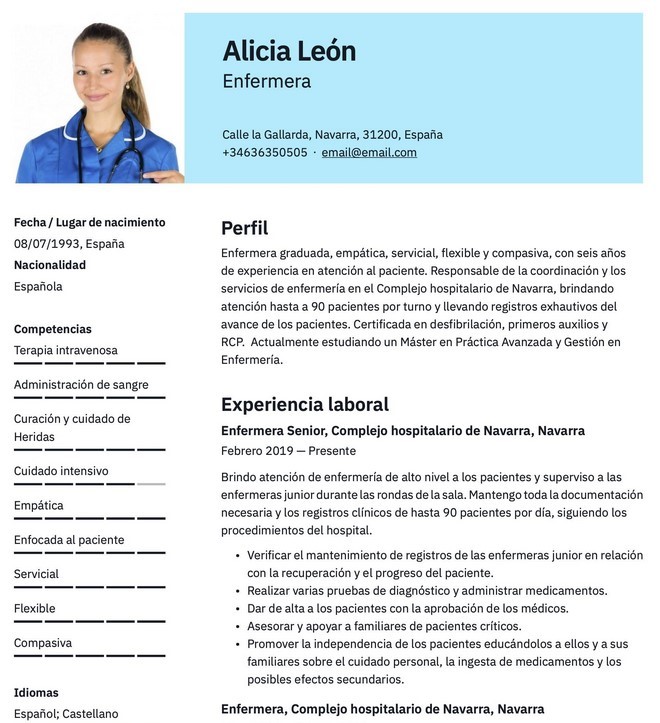 Alicia León
Enfermera
Calle la Gallarda, Navarra, 31200, España
+34636350505 · email@email.com
Fecha / Lugar de nacimiento
08/07/1993, España
Nacionalidad
Española
Competencias
Terapia intravenosa
Administración de sangre
Curación y cuidado de
Heridas
Cuidado intensivo
Empática
Enfocada al paciente
Servicial
Flexible
Compasiva
Idiomas
Español; Castellano
Perfil
Enfermera graduada, empática, servicial, flexible y compasiva, con seis años
de experiencia en atención al paciente. Responsable de la coordinación y los
servicios de enfermería en el Complejo hospitalario de Navarra, brindando
atención hasta a 90 pacientes por turno y llevando registros exhautivos del
avance de los pacientes. Certificada en desfibrilación, primeros auxilios y
RCP. Actualmente estudiando un Máster en Práctica Avanzada y Gestión en
Enfermería.
Experiencia laboral
Enfermera Senior, Complejo hospitalario de Navarra, Navarra
Febrero 2019 — Presente
Brindo atención de enfermería de alto nivel a los pacientes y superviso a las
enfermeras junior durante las rondas de la sala. Mantengo toda la documentación
necesaria y los registros clínicos de hasta 90 pacientes por día, siguiendo los
procedimientos del hospital.
• Verificar el mantenimiento de registros de las enfermeras junior en relación
con la recuperación y el progreso del paciente.
• Realizar varias pruebas de diagnóstico y administrar medicamentos.
• Dar de alta a los pacientes con la aprobación de los médicos.
• Asesorar y apoyar a familiares de pacientes críticos.
• Promover la independencia de los pacientes educándolos a ellos y a sus
familiares sobre el cuidado personal, la ingesta de medicamentos y los
posibles efectos secundarios.
Enfermera, Complejo hospitalario de Navarra, Navarra